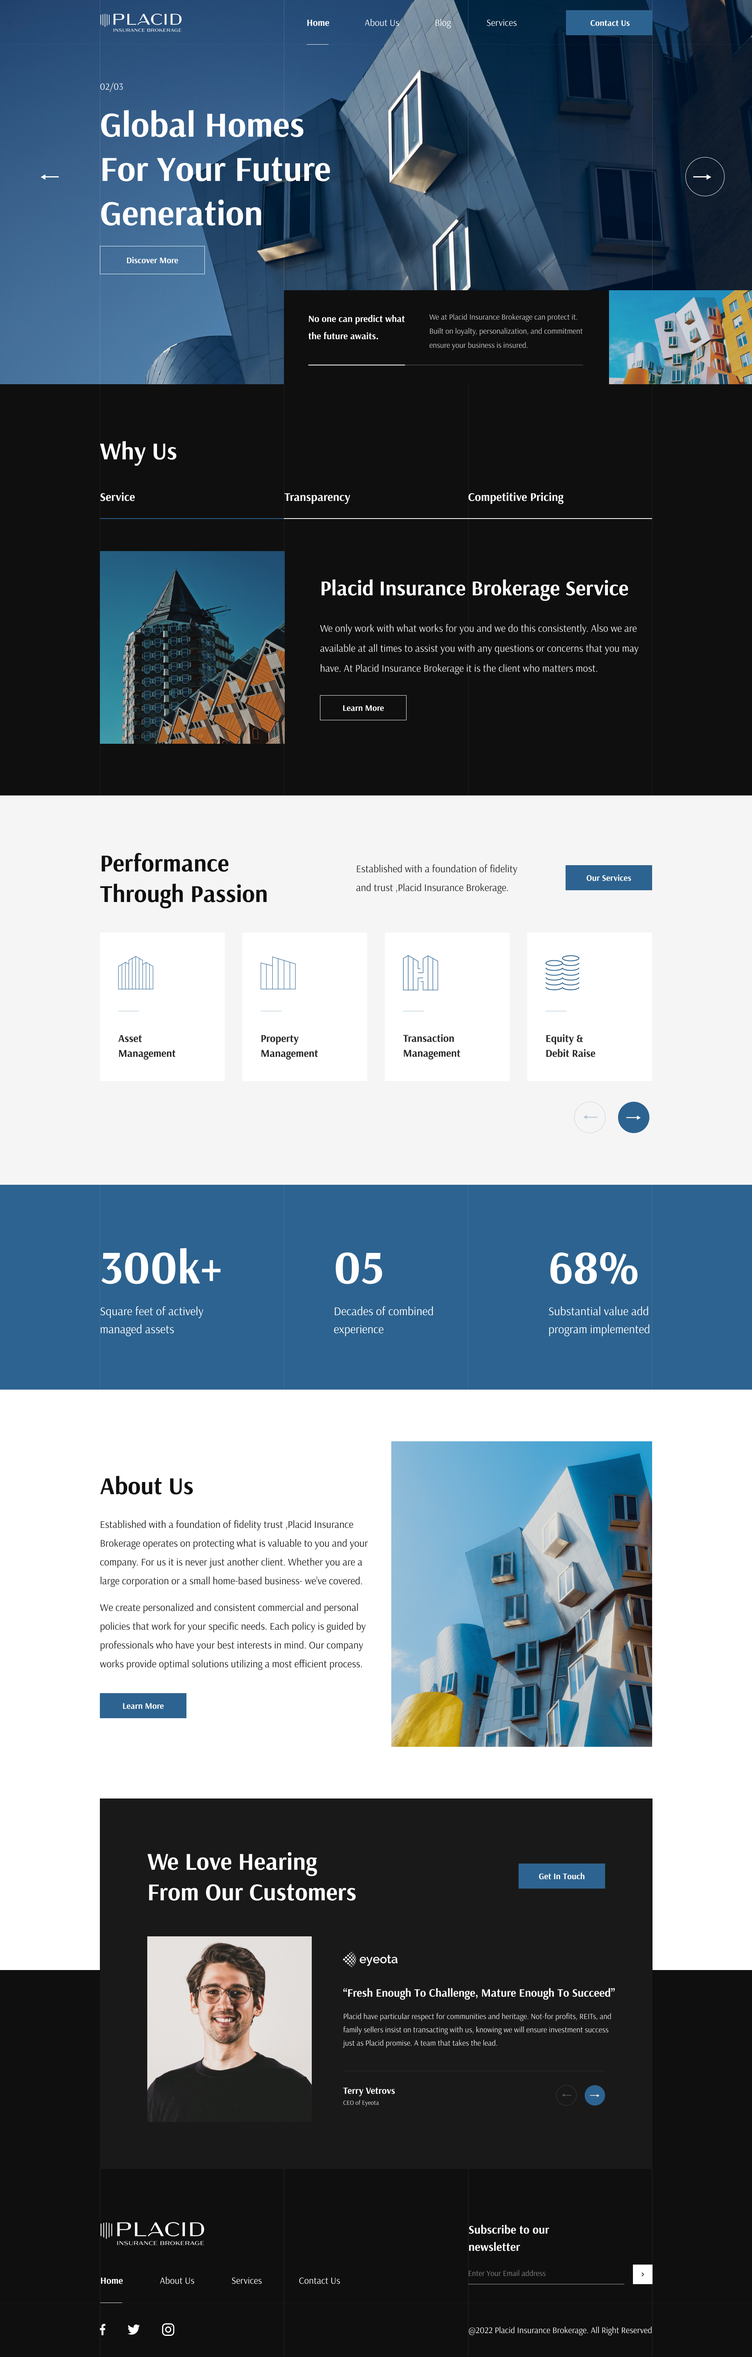 PLACID
INSURANCE BROKERAGE
Home
About Us
Blog
Services
Contact Us
02/03
Global Homes
For Your Future
Generation
Discover More
No one can predict what
the future awaits.
We at Placid Insurance Brokerage can protect it.
Built on loyalty, personalization, and commitment
ensure your business is insured.
Why Us
Service
Transparency
Competitive Pricing
Placid Insurance Brokerage Service
We only work with what works for you and we do this consistently. Also we are
available at all times to assist you with any questions or concerns that you may
have. At Placid Insurance Brokerage it is the client who matters most.
Learn More
Performance
Through Passion
Established with a foundation of fidelity
and trust ,Placid Insurance Brokerage.
Our Services
Asset
Management
Property
Management
Transaction
Management
Equity &
Debit Raise
300k+
Square feet of actively
managed assets
05
Decades of combined
experience
68%
Substantial value add
program implemented
About Us
Established with a foundation of fidelity trust ,Placid Insurance
Brokerage operates on protecting what is valuable to you and your
company. For us it is never just another client. Whether you are a
large corporation or a small home-based business- we've covered.
We create personalized and consistent commercial and personal
policies that work for your specific needs. Each policy is guided by
professionals who have your best interests in mind. Our company
works provide optimal solutions utilizing a most efficient process.
Learn More
We Love Hearing
From Our Customers
Get In Touch
eyeota
“Fresh Enough To Challenge, Mature Enough To Succeed”
Placid have particular respect for communities and heritage. Not-for profits, REITs, and
family sellers insist on transacting with us, knowing we will ensure investment success
just as Placid promise. A team that takes the lead.
Terry Vetrovs
CEO of Eyeota
PLACID
INSURANCE BROKERAGE
Home
About Us
Services
Contact Us
Subscribe to our
newsletter
Enter Your Email address
@2022 Placid Insurance Brokerage. All Right Reserved